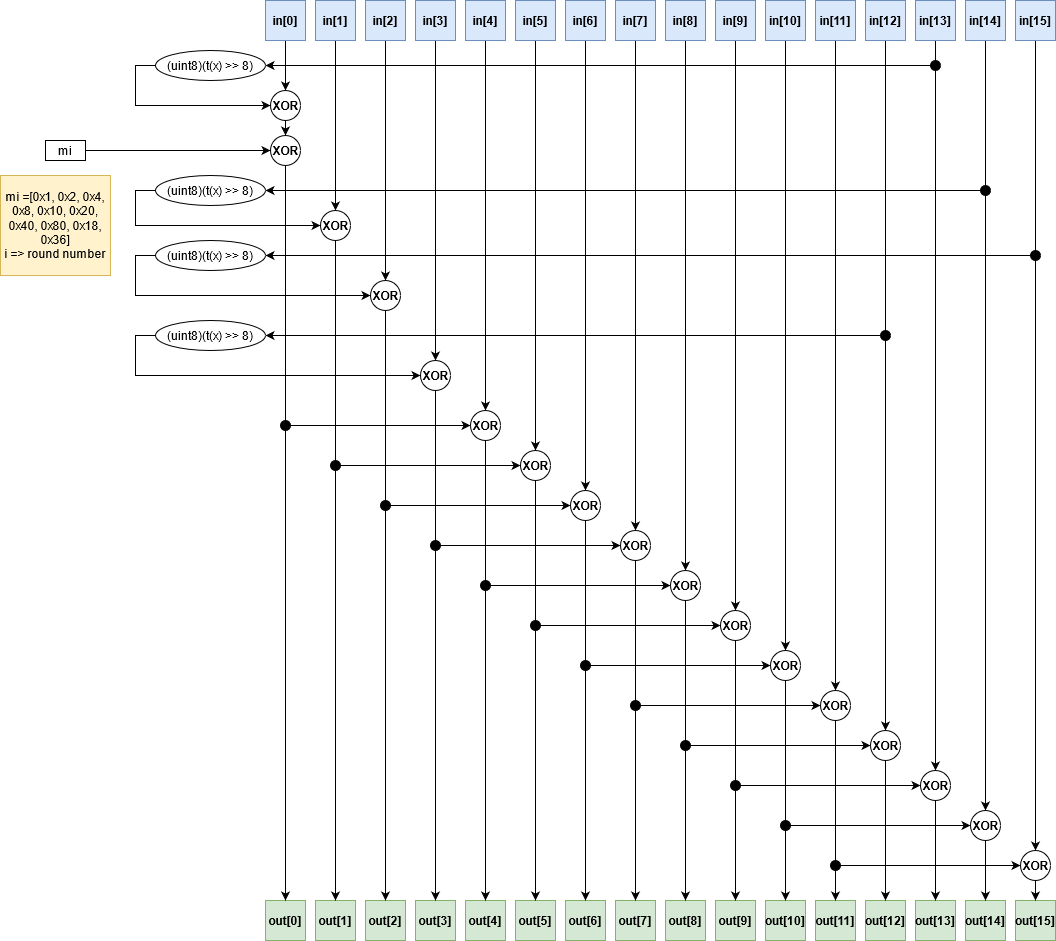 in[0] in[1] in[2] in[3] in[4] in[5] in[6] in[7] in[8] in[9] in[10] in[11] in[12] in[13] in[14] in[15]
(uint8)(t(x) >> 8)
XOR
mi
XOR
(uint8)(t(x) >> 8)
mi =[0x1, 0x2, 0x4,
0x8, 0x10, 0x20,
0x40, 0x80, 0x18,
0x36]
i => round number
XOR
(uint8)(t(x) >> 8)
XOR
(uint8)(t(x) >> 8)
XOR
XOR
XOR
XOR
XOR
XOR
XOR
XOR
XOR
XOR
XOR
XOR
XOR
out[0] out[1] out[2] out[3] out[4] out[5] out[6] out[7] out[8] out[9] out[10] out[11] out[12] out[13] out[14] out[15]